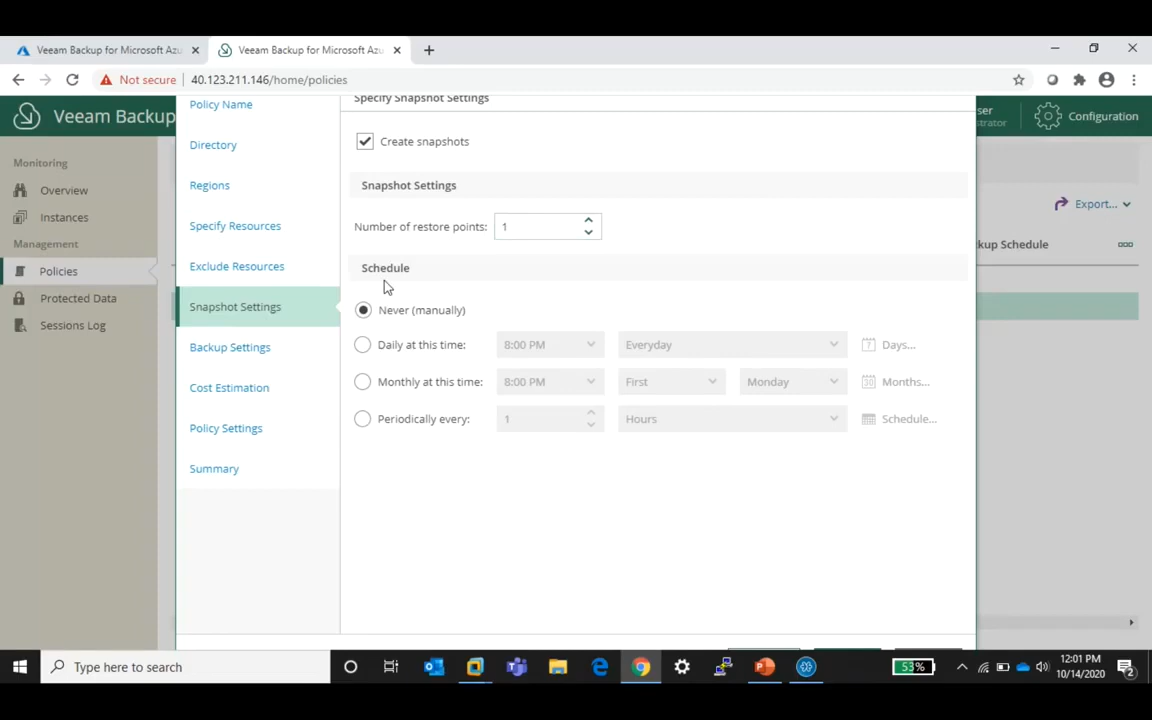 Veeam Backup for Microsoft Azu
Veeam Backup for Microsoft Azu
Not secure
40.123.211.146/home/policies
Veeam Backup
ser
istrator
Configuration
Monitoring
Overview
Instances
Management
Policies
Protected Data
Sessions Log
Export...
kup Schedule
Policy Name
Directory
Regions
Specify Resources
Exclude Resources
Snapshot Settings
Backup Settings
Cost Estimation
Policy Settings
Summary
Specify Snapshot Settings
Create snapshots
Snapshot Settings
Number of restore points: 1
Schedule
Never (manually)
Daily at this time: 8:00 PM Everyday 7 Days...
Monthly at this time: 8:00 PM First Monday 30 Months...
Periodically every: 1 Hours Schedule...
Type here to search
53%
12:01 PM
10/14/2020
2